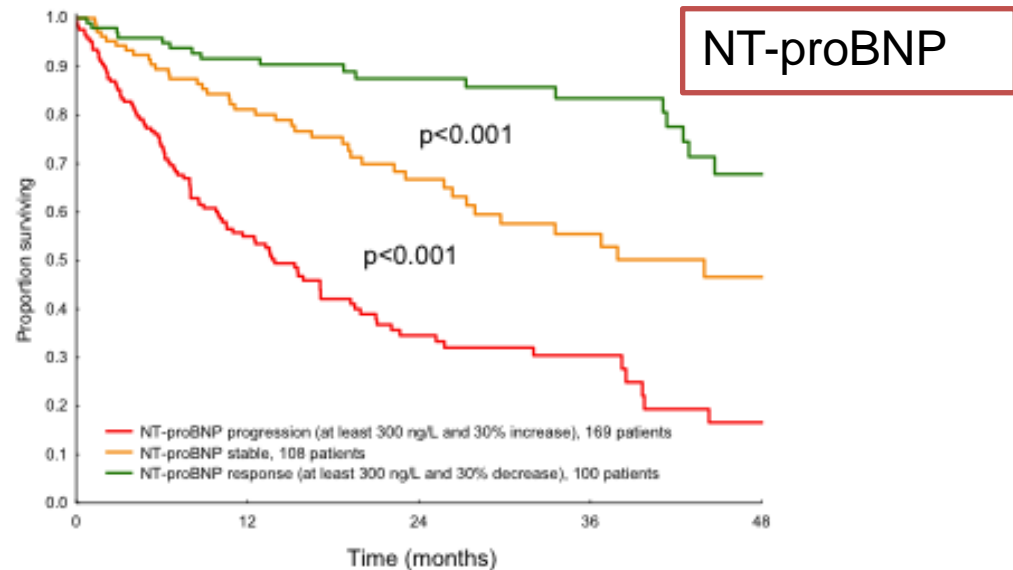 NT-proBNP
1.0
0.9
0.8
0.7
0.6
0.5
0.4
0.3
0.2
0.1
0.0
Proportion surviving
p<0.001
p<0.001
NT-proBNP progression (at least 300 ng/L and 30% increase), 169 patients
NT-proBNP stable, 108 patients
NT-proBNP response (at least 300 ng/L and 30% decrease), 100 patients
0 12 24 36 48
Time (months)